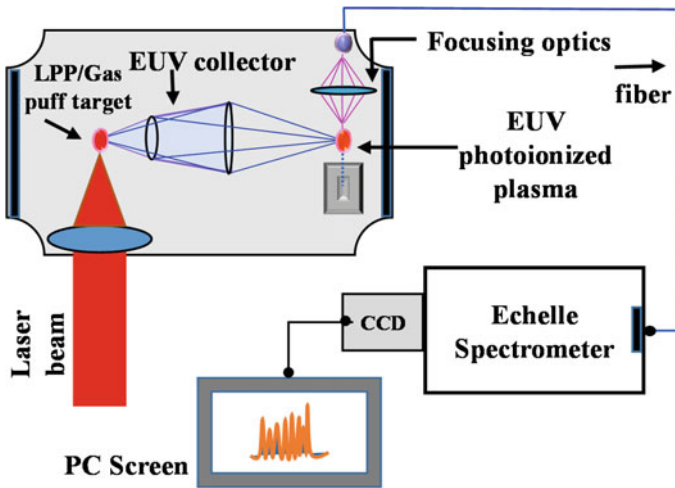 LPP/Gas
puff target
EUV collector
Focusing optics
fiber
EUV
photoionized
plasma
Laser
beam
CCD
Echelle
Spectrometer
PC Screen